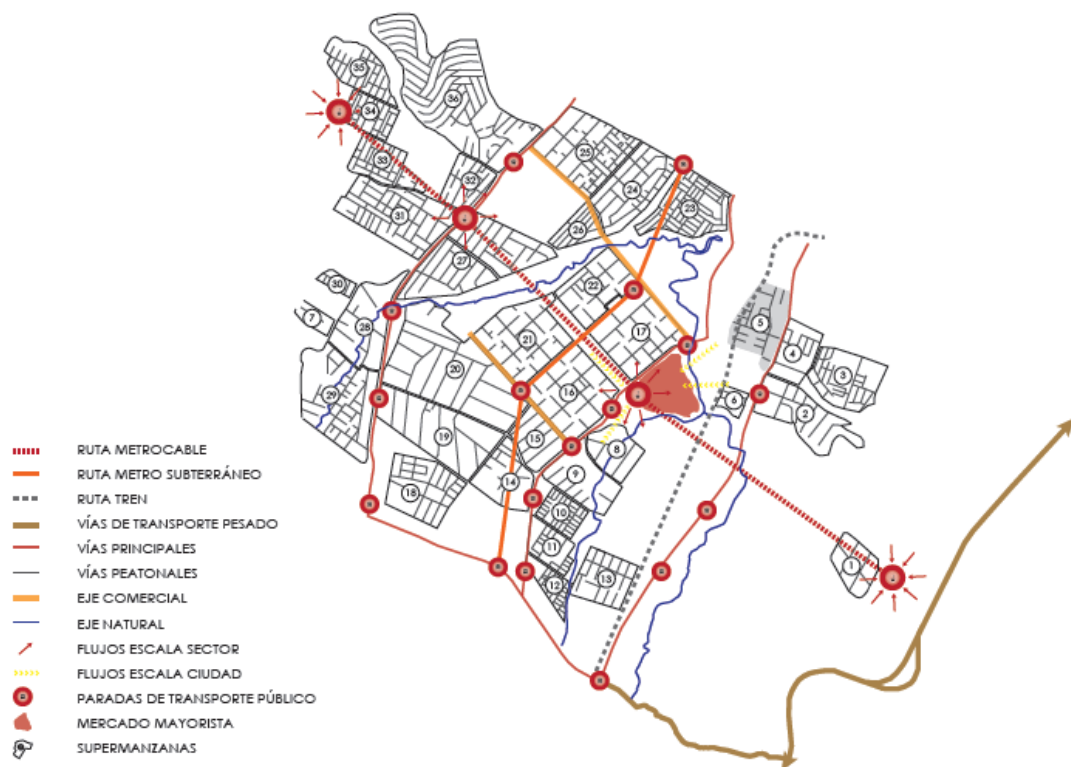 35
36
34
33
32
25
24
23
31
26
27
30
22
7
28
5
17
21
4
3
20
29
16
6
2
19
15
8
9
14
18
10
11
12
13
1
RUTA METROCABLE
RUTA METRO SUBTERRÁNEO
RUTA TREN
VÍAS DE TRANSPORTE PESADO
VÍAS PRINCIPALES
VÍAS PEATONALES
EJE COMERCIAL
EJE NATURAL
FLUJOS ESCALA SECTOR
FLUJOS ESCALA CIUDAD
PARADAS DE TRANSPORTE PÚBLICO
MERCADO MAYORISTA
SUPERMANZANAS